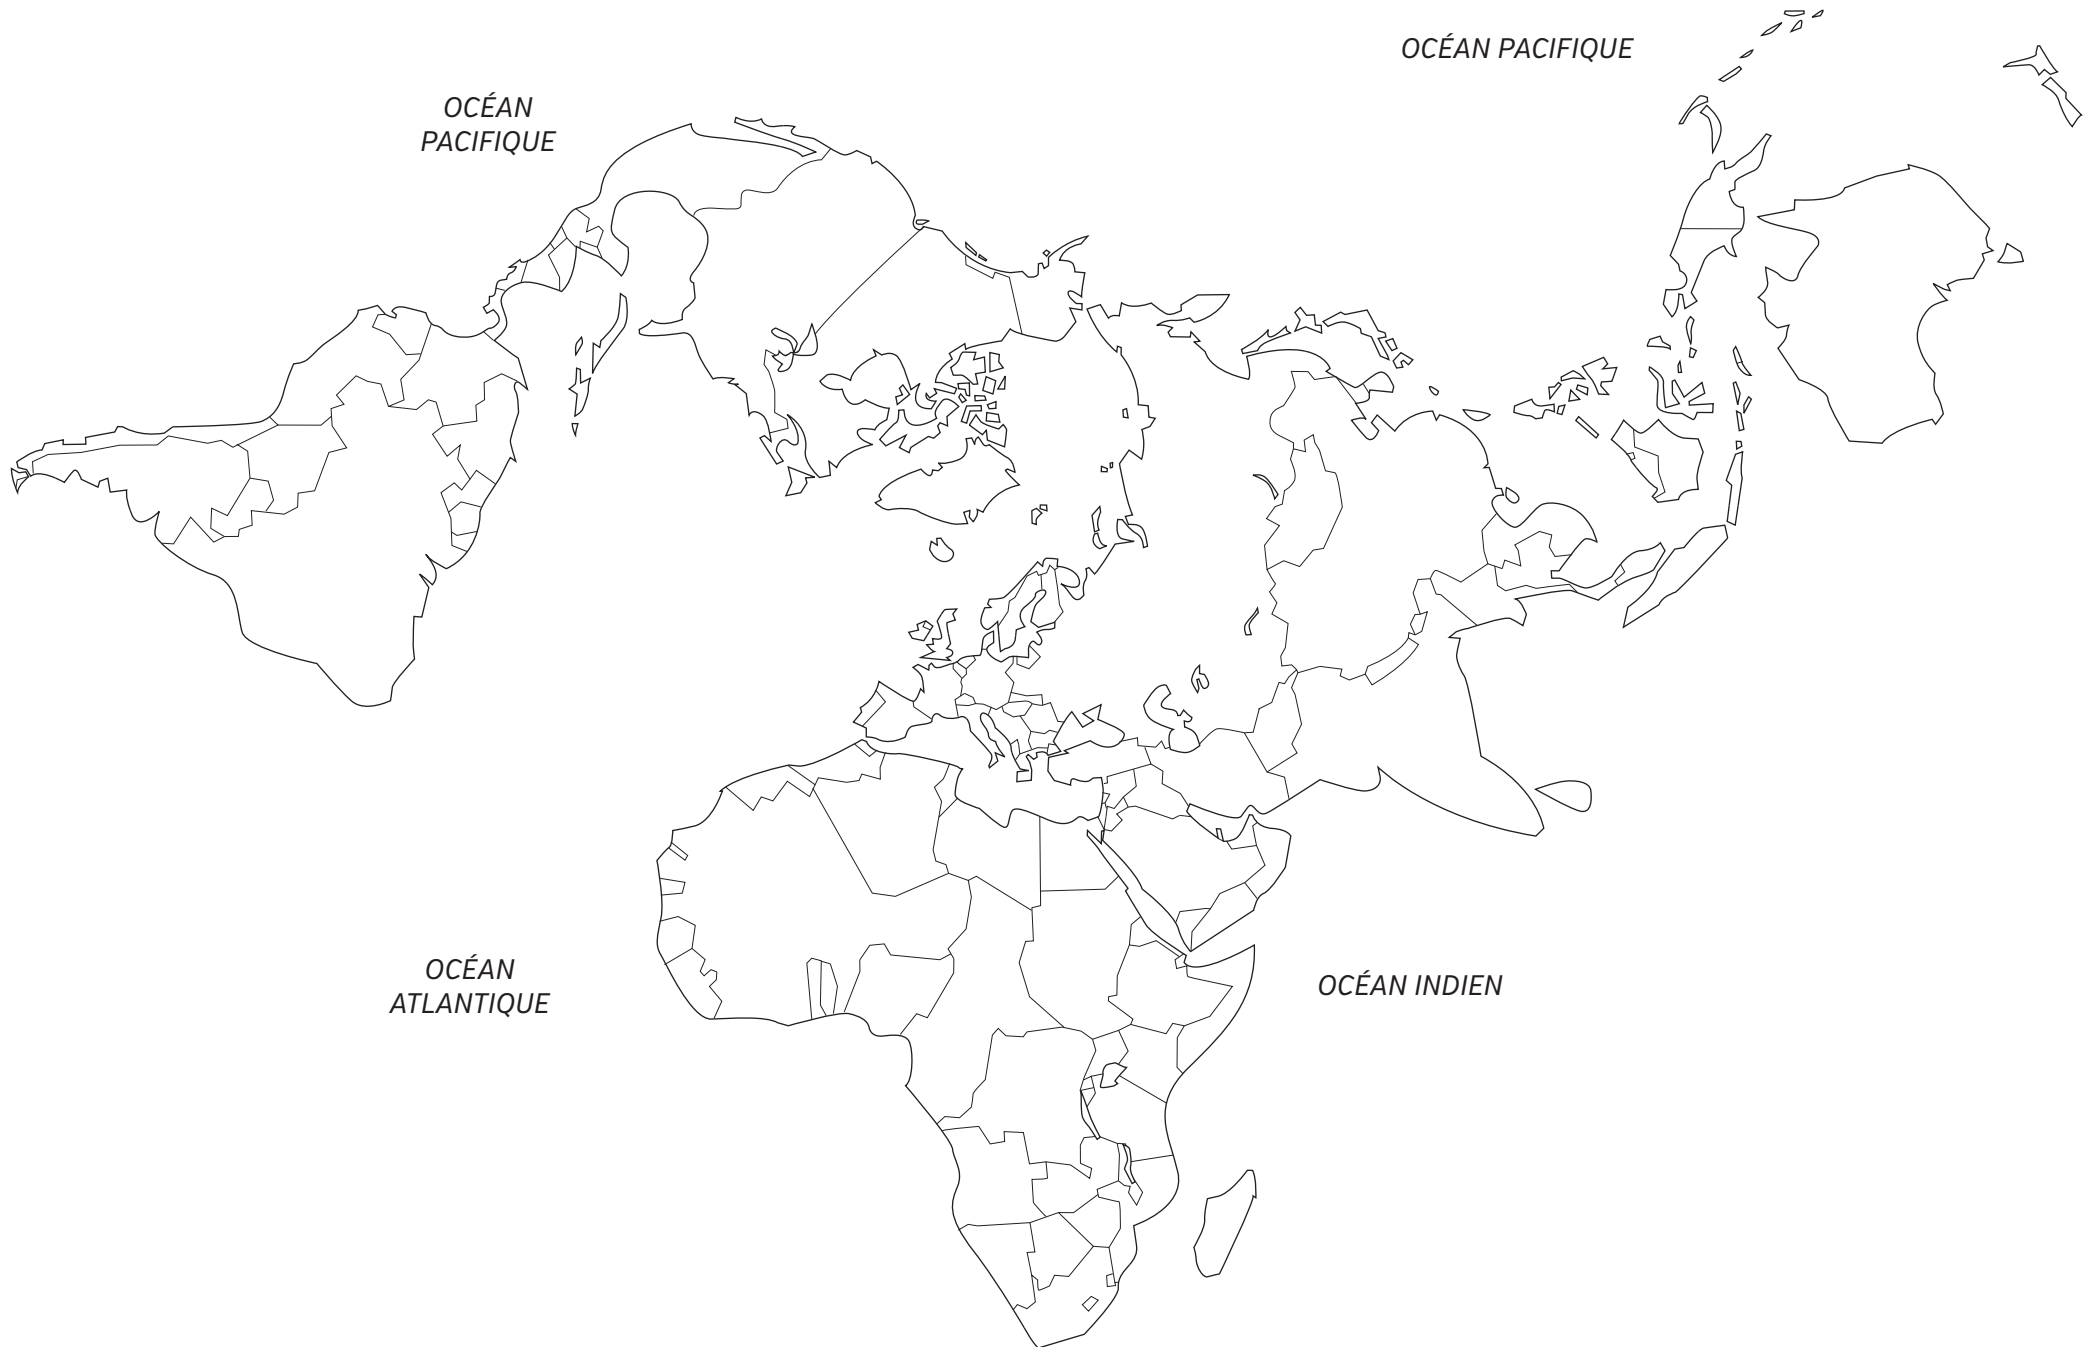 OCÉAN PACIFIQUE
OCÉAN
PACIFIQUE
OCÉAN
ATLANTIQUE
OCÉAN INDIEN